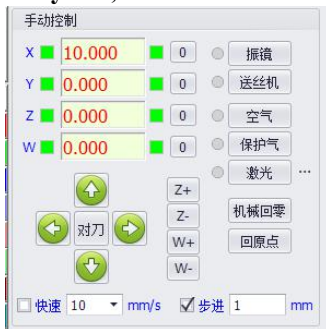 手动控制
X 10.000 0 振镜
Y 0.000 0 送丝机
Z 0.000 0 空气
W 0.000 0 保护气
激光 ...
Z+
对刀 Z- 机械回零
W+ 回原点
W-
快速 10 mm/s 步进 1 mm